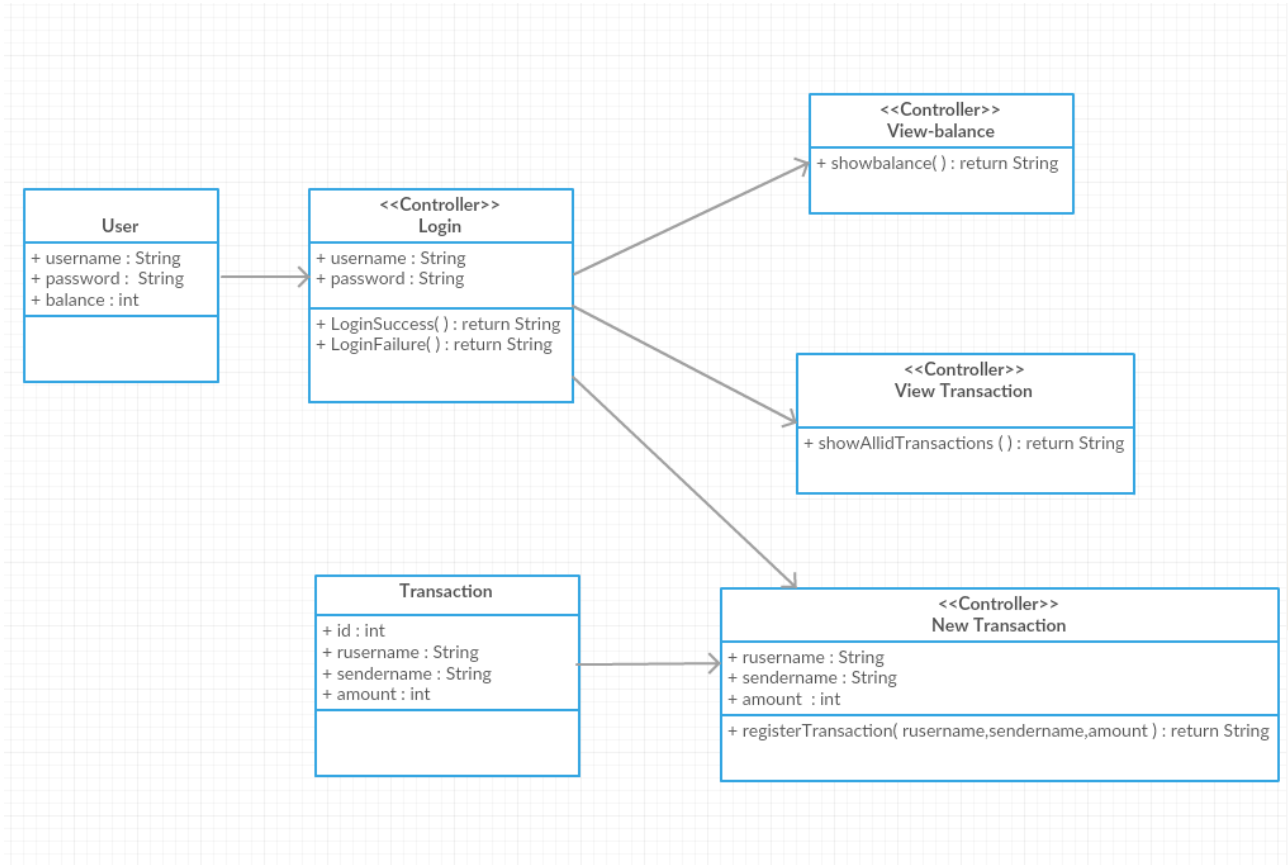 <<Controller>>
View-balance
+ showbalance( ) : return String
User
+ username : String
+ password :  String
+ balance : int
<<Controller>>
Login
+ username : String
+ password : String
+ LoginSuccess( ) : return String
+ LoginFailure( ) : return String
<<Controller>>
View Transaction
+ showAllidTransactions ( ) : return String
Transaction
+ id : int
+ rusername : String
+ sendername : String
+ amount : int
<<Controller>>
New Transaction
+ rusername : String
+ sendername : String
+ amount  : int
+ registerTransaction( rusername,sendername,amount ) : return String